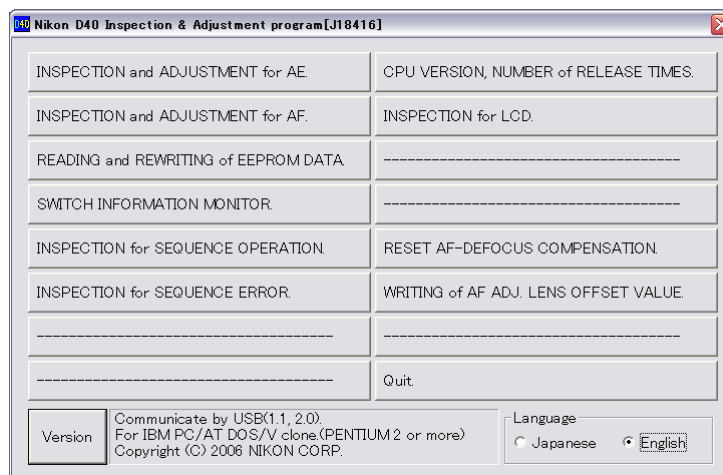 D40 Nikon D40 Inspection & Adjustment program[J18416]
INSPECTION and ADJUSTMENT for AE.
CPU VERSION, NUMBER of RELEASE TIMES.
INSPECTION and ADJUSTMENT for AF.
INSPECTION for LCD.
READING and REWRITING of EEPROM DATA.
-------------------------------------
SWITCH INFORMATION MONITOR.
-------------------------------------
INSPECTION for SEQUENCE OPERATION.
RESET AF-DEFOCUS COMPENSATION.
INSPECTION for SEQUENCE ERROR.
WRITING of AF ADJ. LENS OFFSET VALUE.
-------------------------------------
-------------------------------------
-------------------------------------
Quit.
Version
Communicate by USB(1.1, 2.0).
For IBM PC/AT DOS/V clone.(PENTIUM 2 or more)
Copyright (C) 2006 NIKON CORP.
Language
Japanese
English